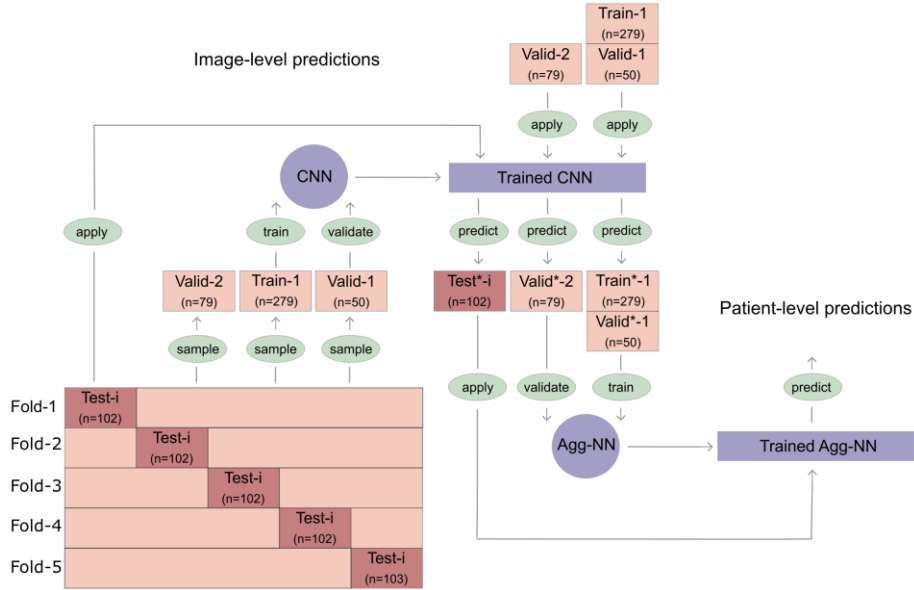 Train-1
(n=279)
Image-level predictions
Valid-2
(n=79)
Valid-1
(n=50)
apply
apply
CNN
Trained CNN
apply
train
validate
predict
predict
predict
Valid-2
(n=79)
Train-1
(n=279)
Valid-1
(n=50)
Test*-i
(n=102)
Valid*-2
(n=79)
Train*-1
(n=279)
Valid*-1
(n=50)
Patient-level predictions
sample
sample
sample
apply
validate
train
predict
Fold-1
Test-i
(n=102)
Fold-2
Test-i
(n=102)
Agg-NN
Trained Agg-NN
Fold-3
Test-i
(n=102)
Fold-4
Test-i
(n=102)
Fold-5
Test-i
(n=103)